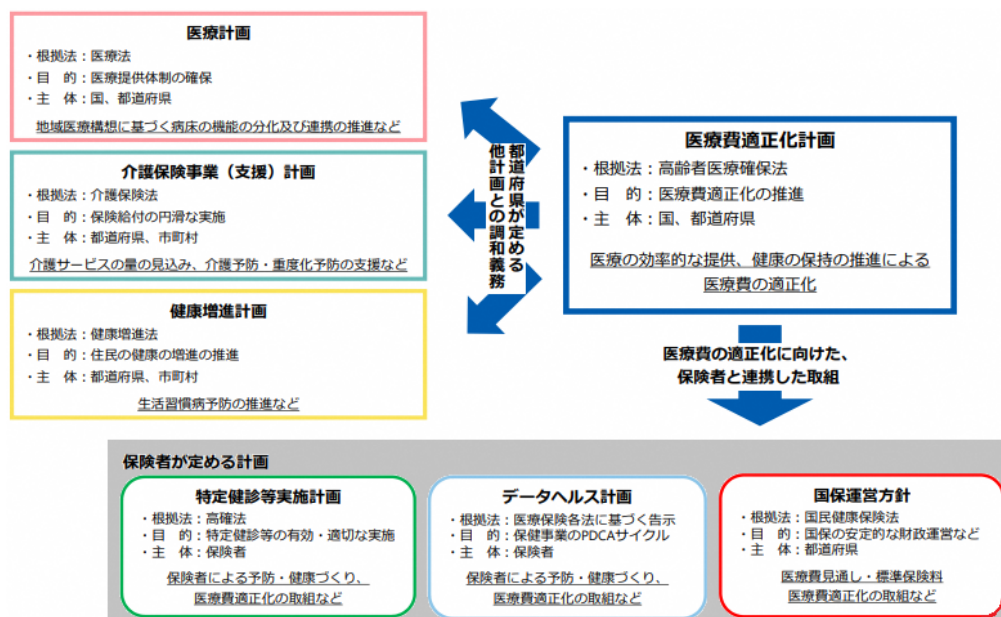 医療計画
・根拠法：医療法
・目　的：医療提供体制の確保
・主　体：国、都道府県
地域医療構想に基づく病床の機能の分化及び連携の推進など
介護保険事業（支援）計画
・根拠法：介護保険法
・目　的：保険給付の円滑な実施
・主　体：都道府県、市町村
介護サービスの量の見込み、介護予防・重度化予防の支援など
健康増進計画
・根拠法：健康増進法
・目　的：住民の健康の増進の推進
・主　体：都道府県、市町村
生活習慣病予防の推進など
都道府県が定める
他計画との調和義務
医療費適正化計画
・根拠法：高齢者医療確保法
・目　的：医療費適正化の推進
・主　体：国、都道府県
医療の効率的な提供、健康の保持の推進による
医療費の適正化
医療費の適正化に向けた、
保険者と連携した取組
保険者が定める計画
特定健診等実施計画
・根拠法：高確法
・目　的：特定健診等の有効・適切な実施
・主　体：保険者
保険者による予防・健康づくり、
医療費適正化の取組など
データヘルス計画
・根拠法：医療保険各法に基づく告示
・目　的：保健事業のPDCAサイクル
・主　体：保険者
保険者による予防・健康づくり、
医療費適正化の取組など
国保運営方針
・根拠法：国民健康保険法
・目　的：国保の安定的な財政運営など
・主　体：都道府県
医療費見通し・標準保険料
医療費適正化の取組など